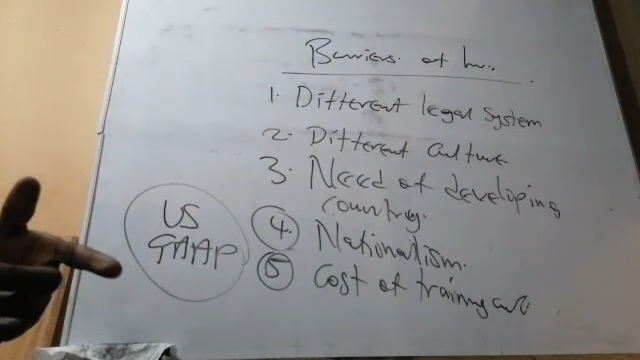 Barriers of h..
1. Different legal system
2. Different culture
3. Need of developing
country.
4. Nationalism.
5 Cost of training
US
GAAP